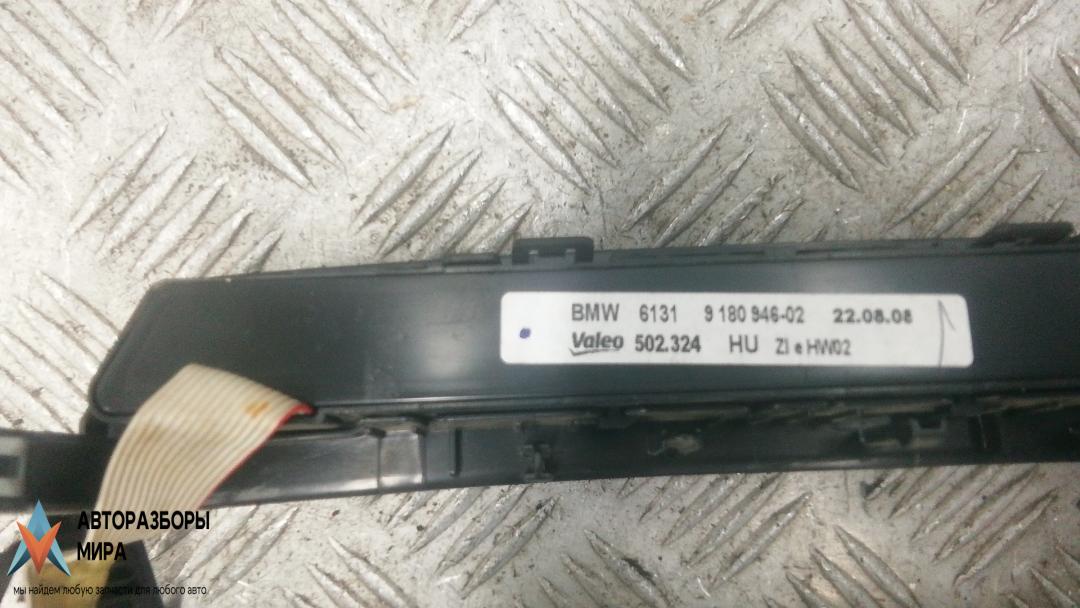 BMW 6131 9 180 946-02 22.08.08
Valeo 502.324 HU ZI e HW02
АВТОРАЗБОРЫ
МИРА
мы найдем любую запчасти для любого авто